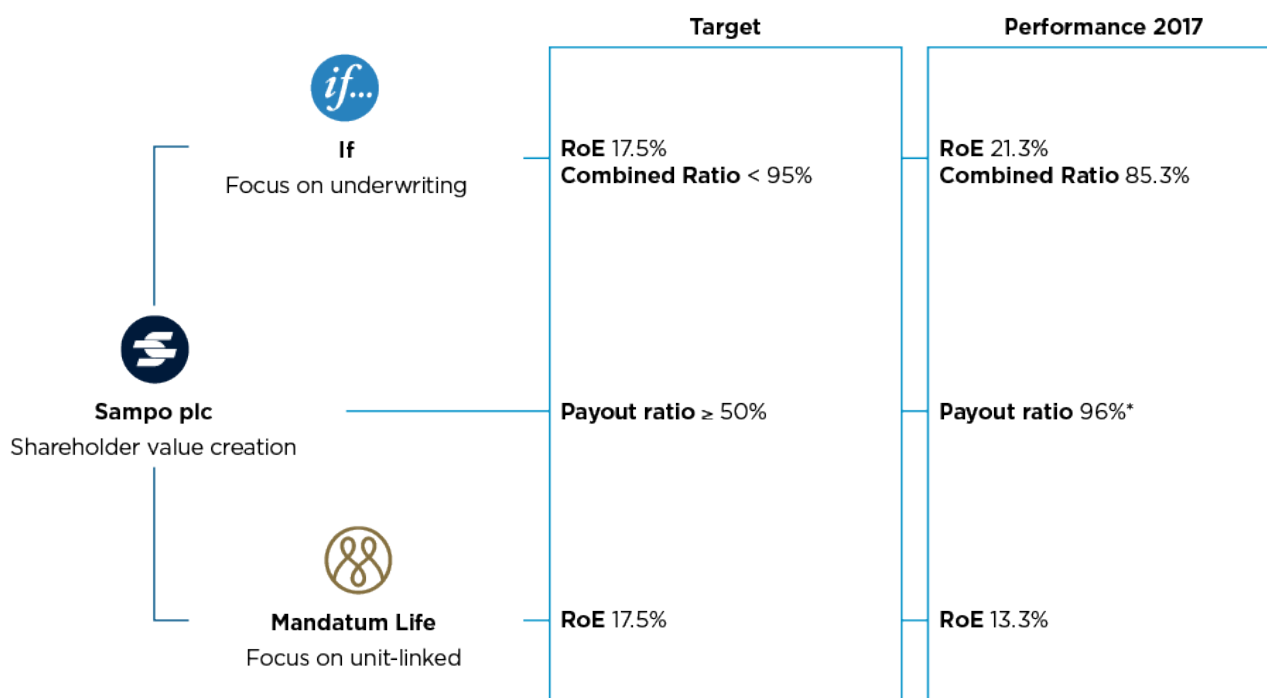 Target
Performance 2017
if...
If
Focus on underwriting
RoE 17.5%
Combined Ratio < 95%
RoE 21.3%
Combined Ratio 85.3%
Sampo plc
Shareholder value creation
Payout ratio ≥ 50%
Payout ratio 96%*
Mandatum Life
Focus on unit-linked
RoE 17.5%
RoE 13.3%